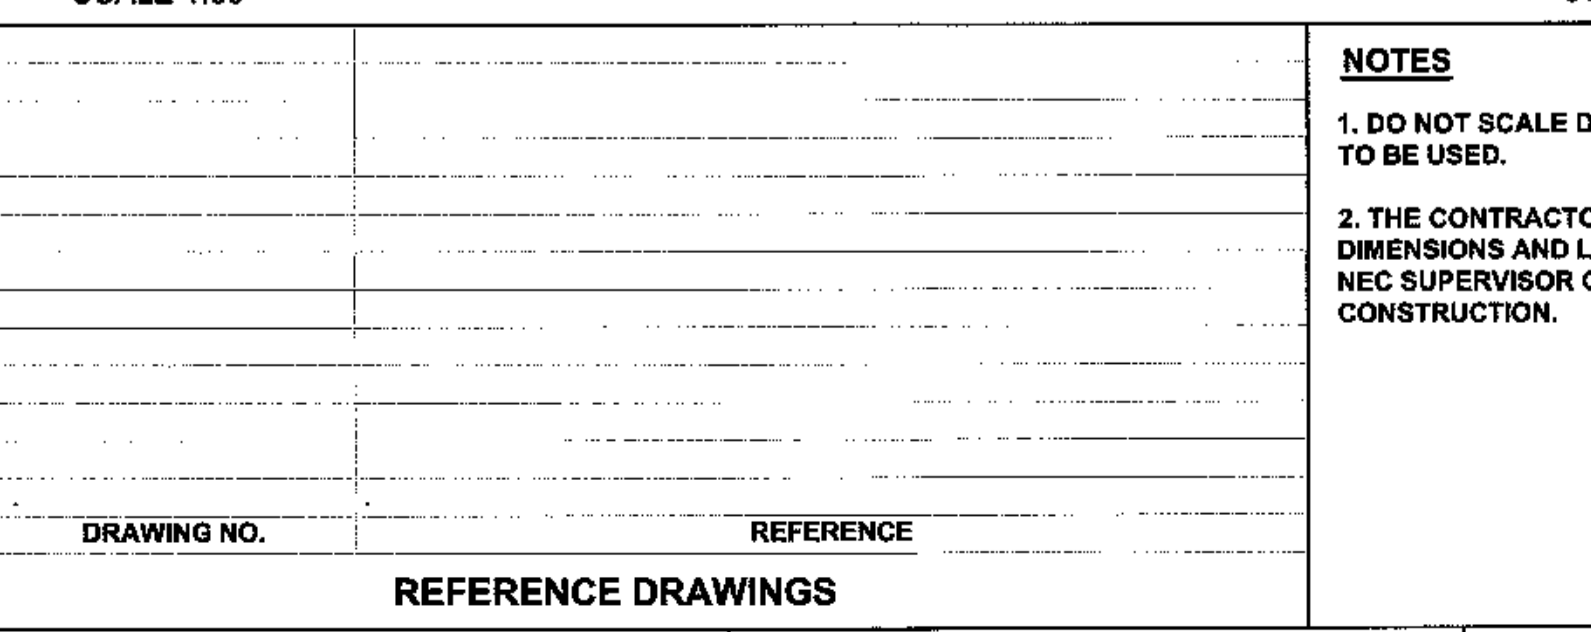 DRAWING NO. REFERENCE
REFERENCE DRAWINGS
NOTES
1. DO NOT SCALE
TO BE USED.
2. THE
DIMENSIONS AND
NEC SUPERVISOR
CONSTRUCTION.